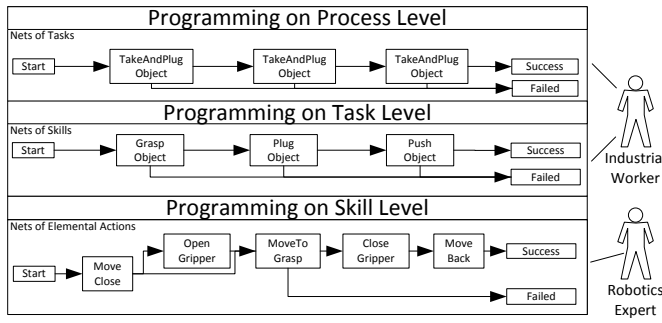 Programming on Process Level
Nets of Tasks
Start
TakeAndPlug
Object
TakeAndPlug
Object
TakeAndPlug
Object
Success
Failed
Programming on Task Level
Nets of Skills
Start
Grasp
Object
Plug
Object
Push
Object
Success
Failed
Industrial
Worker
Programming on Skill Level
Nets of Elemental Actions
Start
Move
Close
Open
Gripper
MoveTo
Grasp
Close
Gripper
Move
Back
Success
Failed
Robotics
Expert